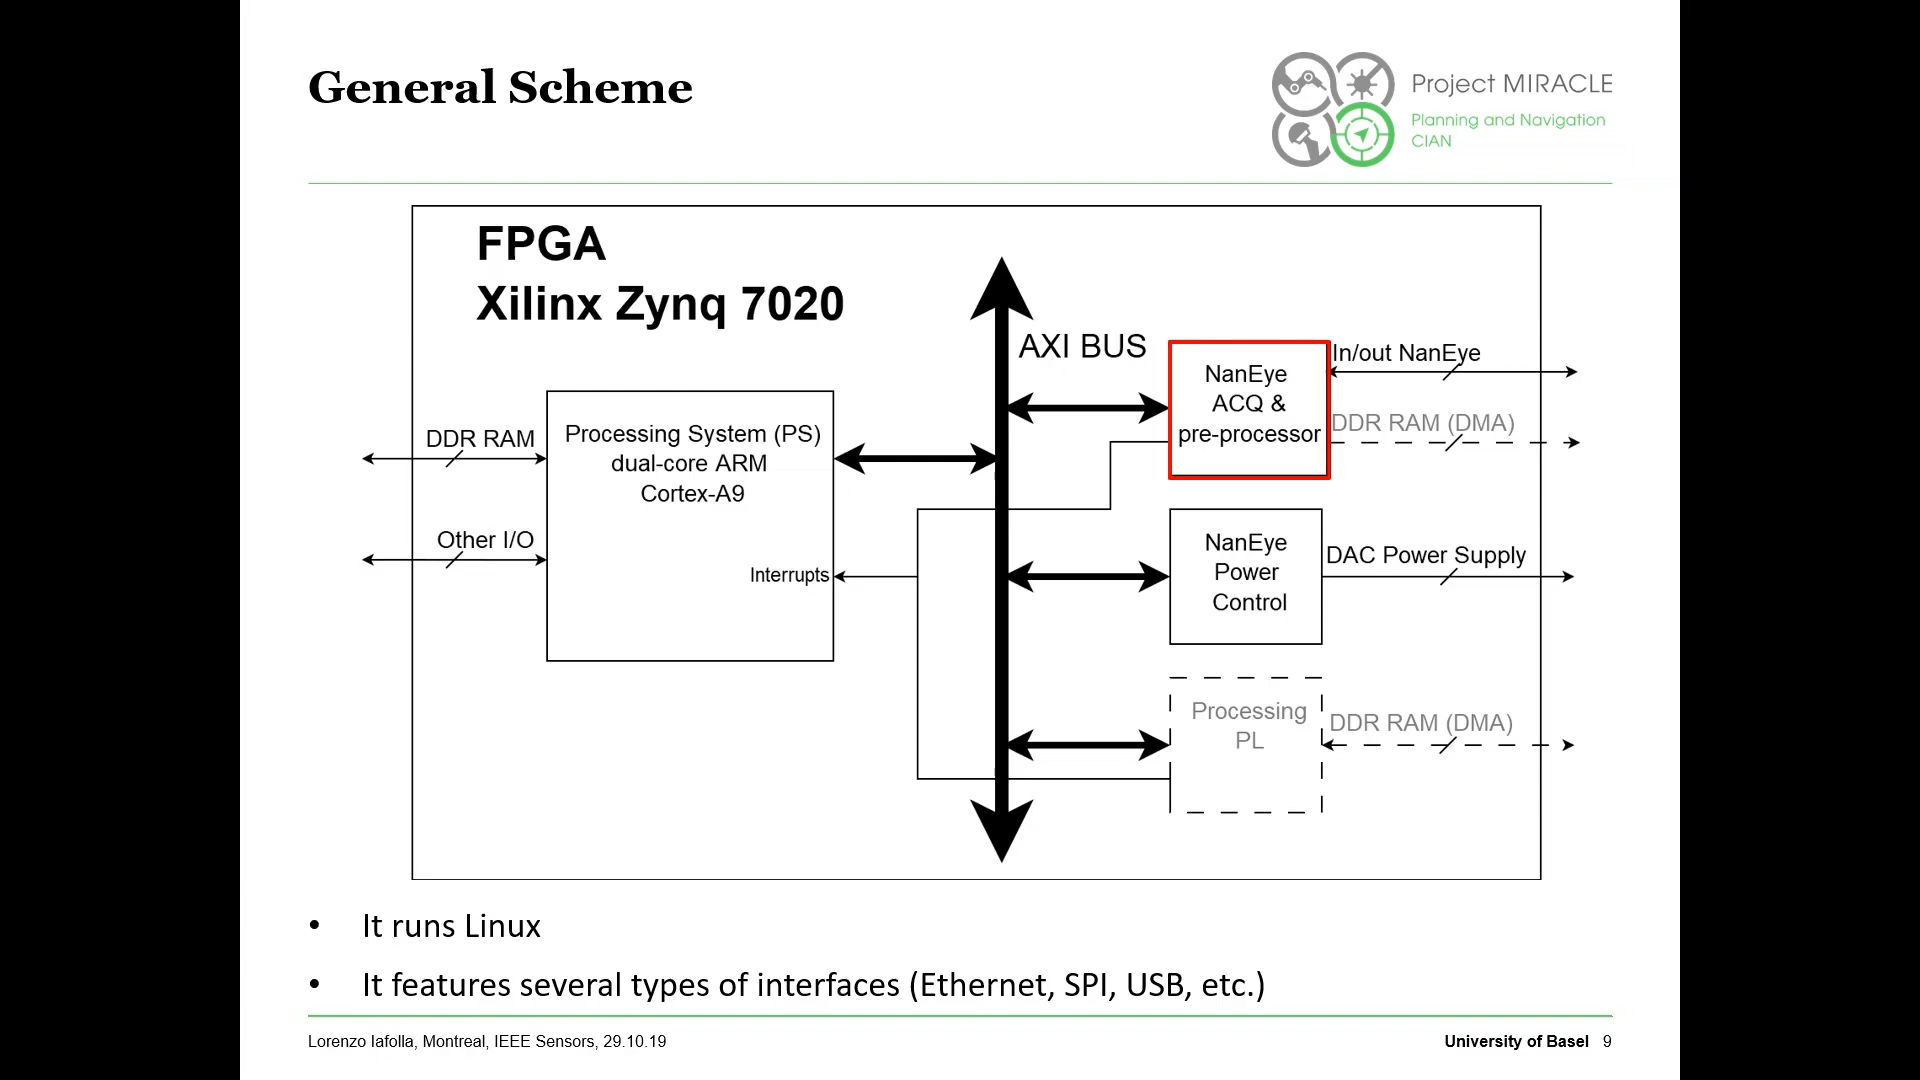 General Scheme
Project MIRACLE
Planning and Navigation
CIAN
FPGA
Xilinx Zynq 7020
AXI BUS
DDR RAM
Other I/O
Processing System (PS)
dual-core ARM
Cortex-A9
Interrupts
NanEye
ACQ &
pre-processor
In/out NanEye
DDR RAM (DMA)
NanEye
Power
Control
DAC Power Supply
Processing
PL
DDR RAM (DMA)
• It runs Linux
• It features several types of interfaces (Ethernet, SPI, USB, etc.)
Lorenzo Iafolla, Montreal, IEEE Sensors, 29.10.19
University of Basel 9